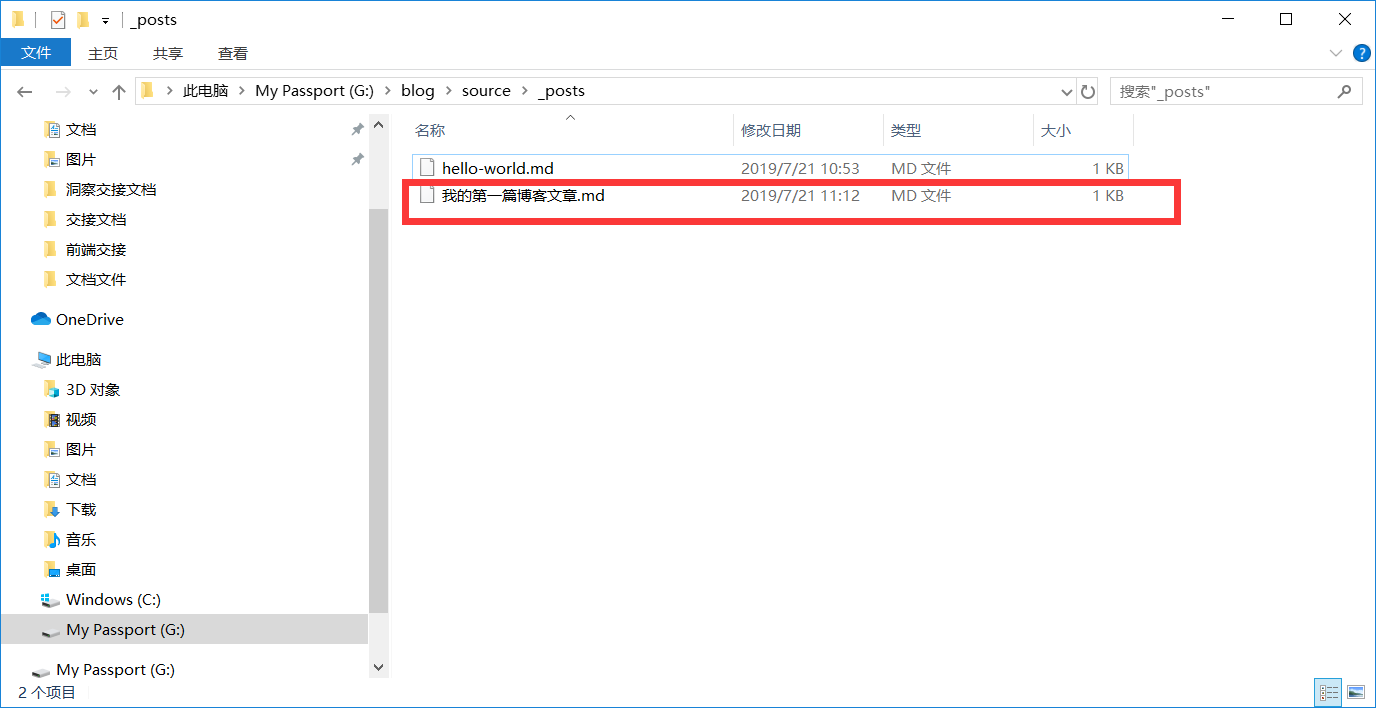 _posts
文件 主页 共享 查看
?
此电脑 My Passport (G:) blog source _posts
搜索"_posts"
名称 修改日期 类型 大小
hello-world.md 2019/7/21 10:53 MD 文件 1 KB
我的第一篇博客文章.md 2019/7/21 11:12 MD 文件 1 KB
文档
图片
洞察交接文档
交接文档
前端交接
文档文件
OneDrive
此电脑
3D 对象
视频
图片
文档
下载
音乐
桌面
Windows (C:)
My Passport (G:)
My Passport (G:)
2 个项目